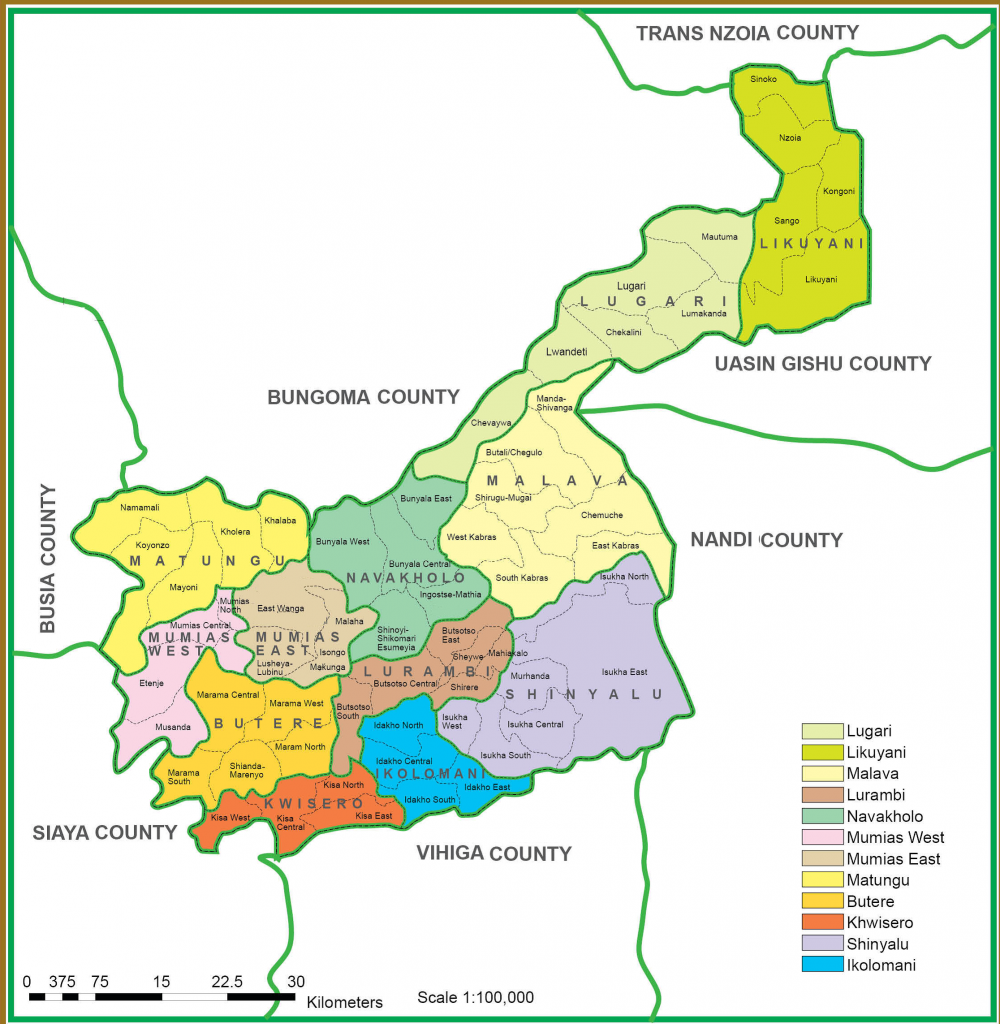 TRANS NZOIA COUNTY
Sinoko
Nzoia
Kongoni
Sango
LIKUYANI
Likuyani
Mautuma
Lugari
LUGARI
Lumakanda
Chekalini
Lwandeti
UASIN GISHU COUNTY
BUNGOMA COUNTY
Manda-
Shivanga
Chevaywa
Butali/Chegulo
MALAVA
Shirugu-Mugai
Chemuche
West Kabras
East Kabras
South Kabras
NANDI COUNTY
BUSIA COUNTY
Namamali
Kholera
Khalaba
Koyonzo
MATUNGU
Mayoni
Bunyala East
Bunyala West
Bunyala Central
NAVAKHOLO
Ingostse-Mathia
Shinoyi-
Shikomari
Esumeyia
Mumias
North
Mumias Central
MUMIAS
WEST
Etenje
Musanda
East Wanga
Malaha
MUMIAS
EAST
Isongo
Lusheya-
Lubinu
Makunga
Butsotso
East
Sheywe
Mahiakalo
LURAMBI
Butsotso Central
Shirere
Butsotso
South
Isukha North
Isukha East
Murhanda
SHINYALU
Isukha
West
Isukha Central
Isukha South
Marama Central
Marama West
BUTERE
Maram North
Shianda-
Marenyo
Marama
South
Idakho North
Idakho Central
IKOLOMANI
Idakho East
Idakho South
Kisa North
KWISERO
Kisa West
Kisa
Central
Kisa East
SIAYA COUNTY
VIHIGA COUNTY
Lugari
Likuyani
Malava
Lurambi
Navakholo
Mumias West
Mumias East
Matungu
Butere
Khwisero
Shinyalu
Ikolomani
0 375 75 15 22.5 30
Kilometers
Scale 1:100,000